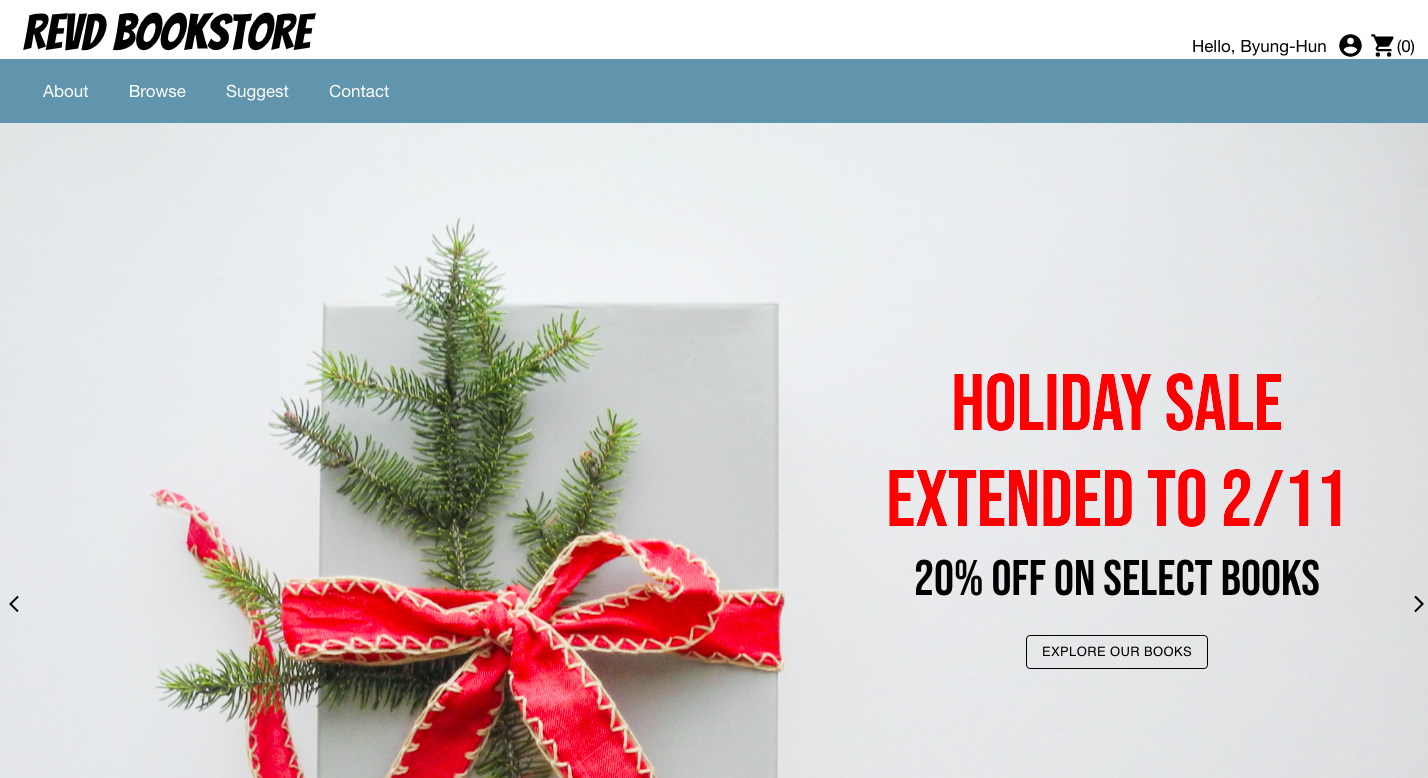 REVD BOOKSTORE
Hello, Byung-Hun (0)
About Browse Suggest Contact
HOLIDAY SALE
EXTENDED TO 2/11
20% OFF ON SELECT BOOKS
EXPLORE OUR BOOKS